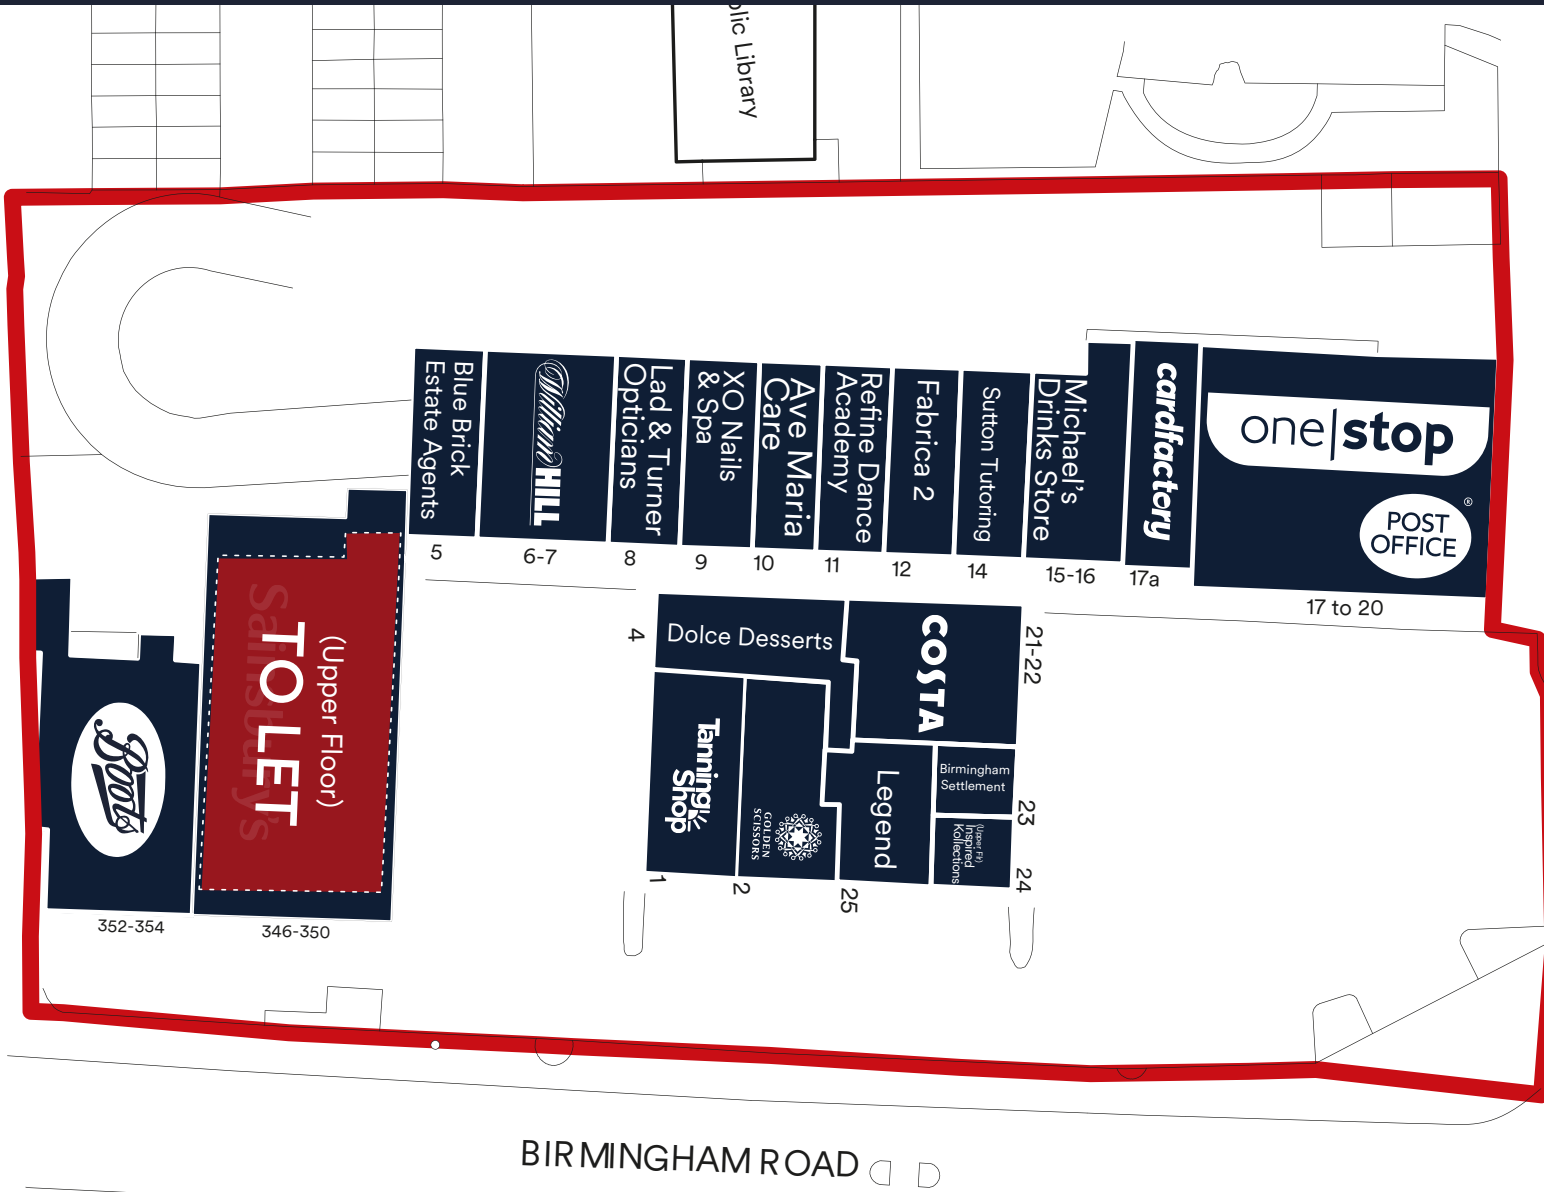 Library
Blue Brick
Estate Agents
William
HILL
Lad & Turner
Opticians
XO Nails
& Spa
Ave Maria
Care
Refine Dance
Academy
Fabrica 2
Sutton Tutoring
Michael's
Drinks Store
cardfactory
one|stop
POST
OFFICE
®
5
6-7
8
9
10
11
12
14
15-16
17a
17 to 20
4
Dolce Desserts
COSTA
21-22
Tanning
Shop
GOLDEN
SCISSORS
Legend
Birmingham
Settlement
23
(Upper Flr)
Inspired
Kollections
24
1
2
25
Boots
(Upper Floor)
TO LET
Sainsbury's
352-354
346-350
BIRMINGHAM ROAD